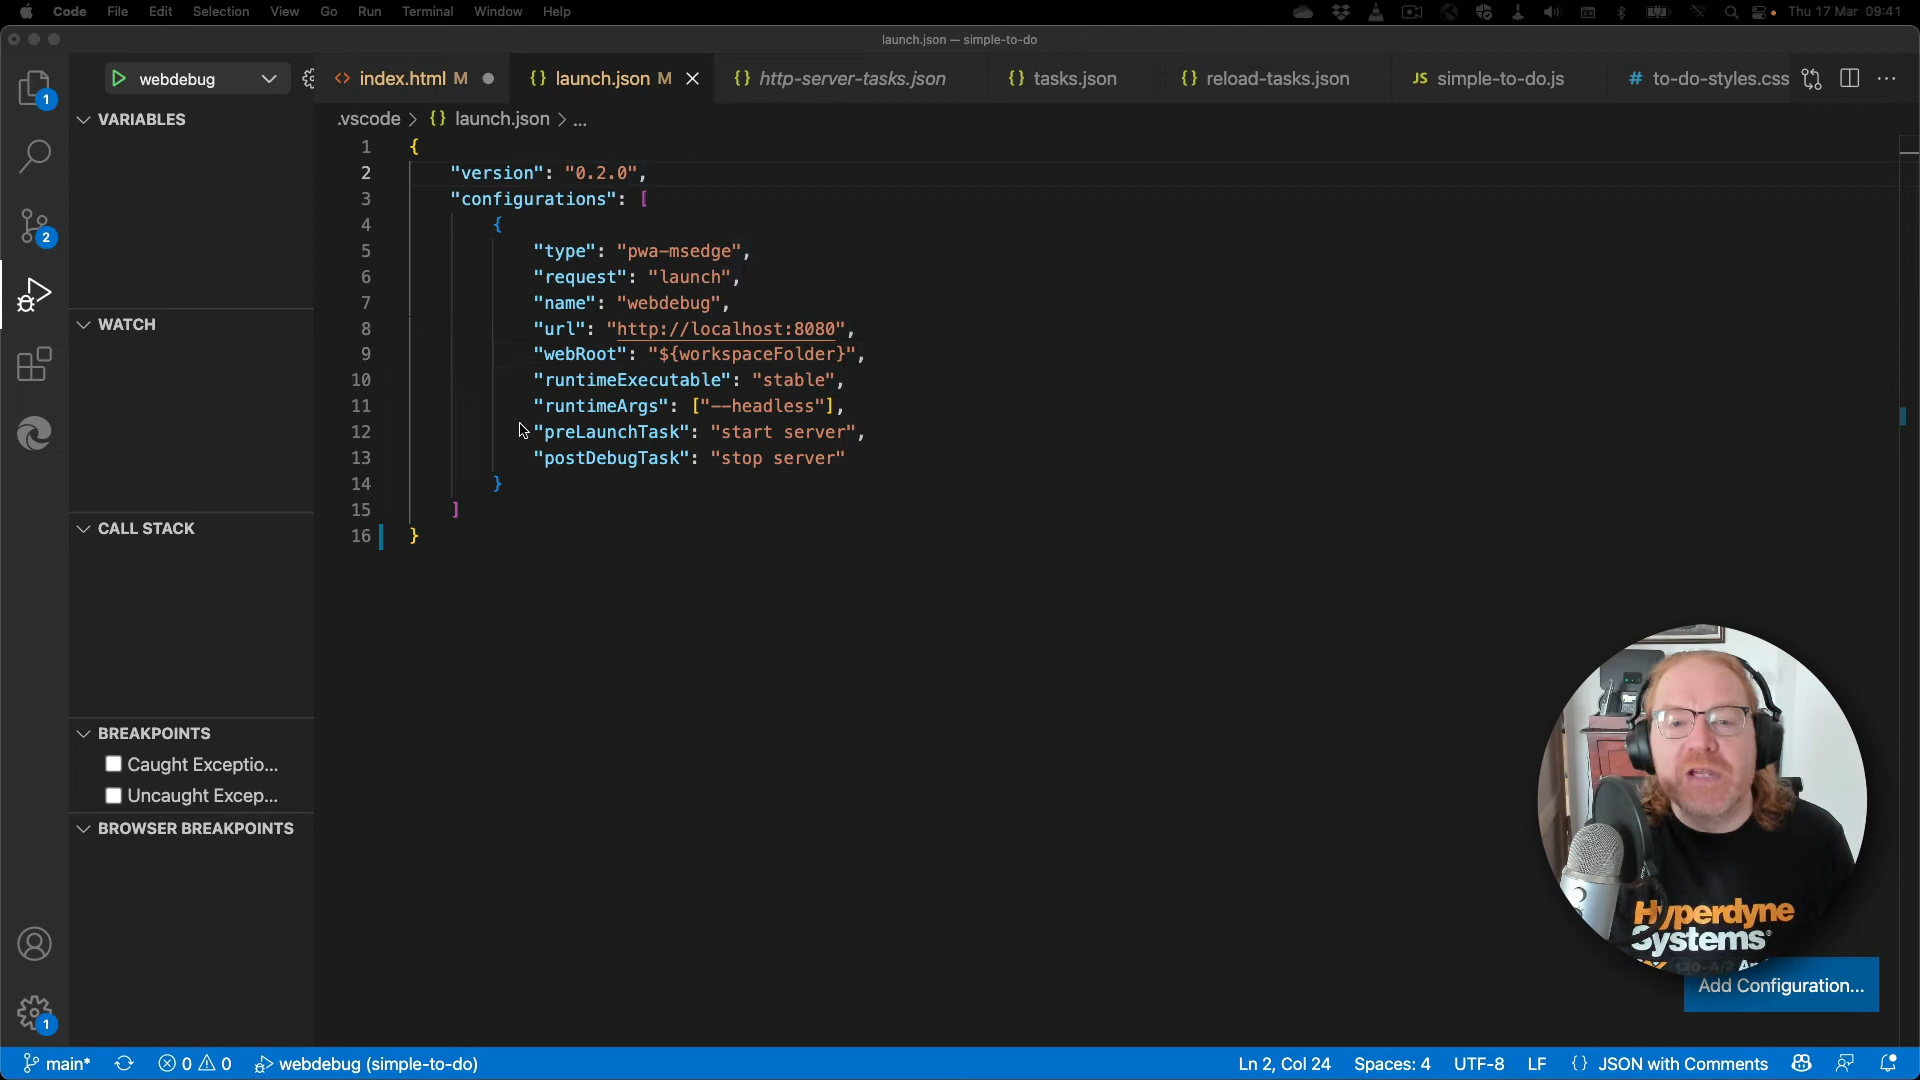 Code File Edit Selection View Go Run Terminal Window Help Thu 17 Mar 09:41
launch.json — simple-to-do
webdebug
index.html M
launch.json M
http-server-tasks.json
tasks.json
reload-tasks.json
JS simple-to-do.js
# to-do-styles.css
.vscode > {} launch.json > ...
VARIABLES
WATCH
CALL STACK
BREAKPOINTS
Caught Exceptio...
Uncaught Excep...
BROWSER BREAKPOINTS
1
2
1
1 {
2 "version": "0.2.0",
3 "configurations": [
4 {
5 "type": "pwa-msedge",
6 "request": "launch",
7 "name": "webdebug",
8 "url": "http://localhost:8080",
9 "webRoot": "${workspaceFolder}",
10 "runtimeExecutable": "stable",
11 "runtimeArgs": ["--headless"],
12 "preLaunchTask": "start server",
13 "postDebugTask": "stop server"
14 }
15 ]
16 }
Hyperdyne
Systems
Add Configuration...
main* 0 0 webdebug (simple-to-do) Ln 2, Col 24 Spaces: 4 UTF-8 LF {} JSON with Comments